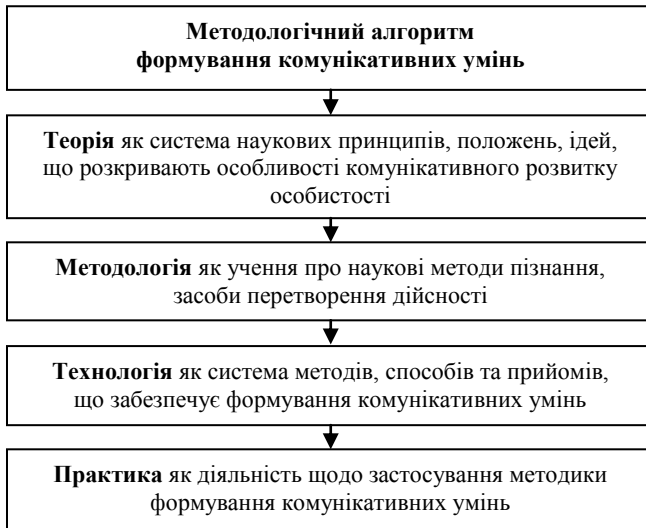 Методологічний алгоритм
формування комунікативних умінь
Теорія як система наукових принципів, положень, ідей,
що розкривають особливості комунікативного розвитку
особистості
Методологія як учення про наукові методи пізнання,
засоби перетворення дійсності
Технологія як система методів, способів та прийомів,
що забезпечує формування комунікативних умінь
Практика як діяльність щодо застосування методики
формування комунікативних умінь